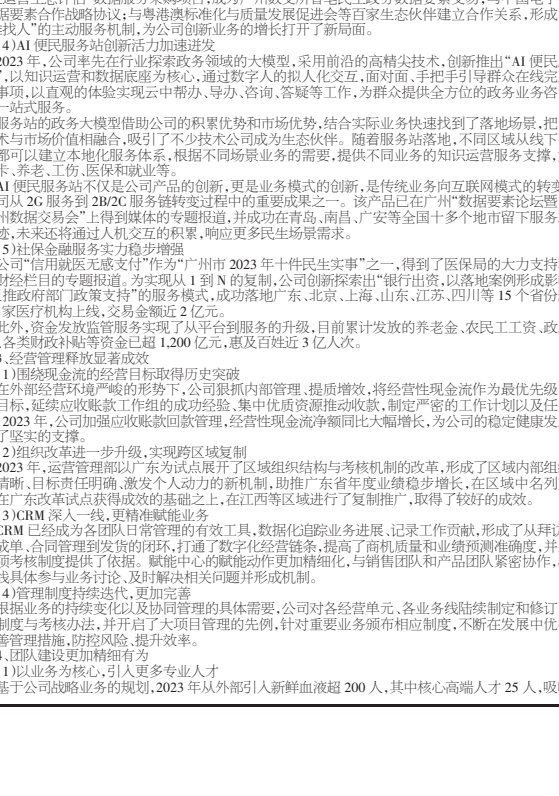 据要素合作战略协议;与粤港澳标准化与质量发展促进会等百家生态伙伴建立合作关系,形成
找人”的主动服务机制,为公司创新业务的增长打开了新局面。
4)AI 便民服务站创新活力加速迸发
2023 年,公司率先在行业探索政务领域的大模型,采用前沿的高精尖技术,创新推出“AI 便民
”,以知识运营和数据底座为核心,通过数字人的拟人化交互,面对面、手把手引导群众在线完
事项,以直观的体验实现云中帮办、导办、咨询、答疑等工作,为群众提供全方位的政务业务咨
一站式服务。
服务站的政务大模型借助公司的积累优势和市场优势,结合实际业务快速找到了落地场景,把
术与市场价值相融合,吸引了不少技术公司成为生态伙伴。随着服务站落地,不同区域从线下
都可以建立本地化服务体系,根据不同场景业务的需要,提供不同业务的知识运营服务支撑,
卡、养老、工伤、医保和就业等。
AI 便民服务站不仅是公司产品的创新,更是业务模式的创新,是传统业务向互联网模式的转变
司从 2G 服务到 2B/2C 服务链转变过程中的重要成果之一。该产品已在广州“数据要素论坛暨
州数据交易会”上得到媒体的专题报道,并成功在青岛、南昌、广安等全国十多个地市留下服务
迹,未来还将通过人机交互的积累,响应更多民生场景需求。
5)社保金融服务实力稳步增强
公司“信用就医无感支付”作为“广州市 2023 年十件民生实事”之一,得到了医保局的大力支持
财经栏目的专题报道。为实现从 1 到 N 的复制,公司创新探索出“银行出资,以落地案例形成影
推政府部门政策支持”的服务模式,成功落地广东、北京、上海、山东、江苏、四川等 15 个省份
家医疗机构上线,交易金额近 2 亿元。
此外,资金发放监管服务实现了从平台到服务的升级,目前累计发放的养老金、农民工工资、政
、各类财政补贴等资金已超 1,200 亿元,惠及百姓近 3 亿人次。
、经营管理释放显著成效
1)围绕现金流的经营目标取得历史突破
在外部经营环境严峻的形势下,公司狠抓内部管理、提质增效,将经营性现金流作为最优先级
目标,延续应收账款工作组的成功经验、集中优质资源推动收款,制定严密的工作计划以及任
2023 年,公司加强应收账款回款管理,经营性现金流净额同比大幅增长,为公司的稳定健康发
了坚实的支撑。
2)组织改革进一步升级,实现跨区域复制
2023 年,运营管理部以广东为试点展开了区域组织结构与考核机制的改革,形成了区域内部组
清晰、目标责任明确、激发个人动力的新机制,助推广东省年度业绩稳步增长,在区域中名列
在广东改革试点获得成效的基础之上,在江西等区域进行了复制推广,取得了较好的成效。
3)CRM 深入一线,更精准赋能业务
CRM 已经成为各团队日常管理的有效工具,数据化追踪业务进展、记录工作贡献,形成了从拜访
成单、合同管理到发货的闭环,打通了数字化经营链条,提高了商机质量和业绩预测准确度,并
项考核制度提供了依据。赋能中心的赋能动作更加精细化,与销售团队和产品团队紧密协作,
线具体参与业务讨论、及时解决相关问题并形成机制。
4)管理制度持续迭代,更加完善
根据业务的持续变化以及协同管理的具体需要,公司对各经营单元、各业务线陆续制定和修订
制度与考核办法,并开启了大项目管理的先例,针对重要业务颁布相应制度,不断在发展中优
善管理措施,防控风险、提升效率。
、团队建设更加精细有为
1)以业务为核心,引入更多专业人才
基于公司战略业务的规划,2023 年从外部引入新鲜血液超 200 人,其中核心高端人才 25 人,吸